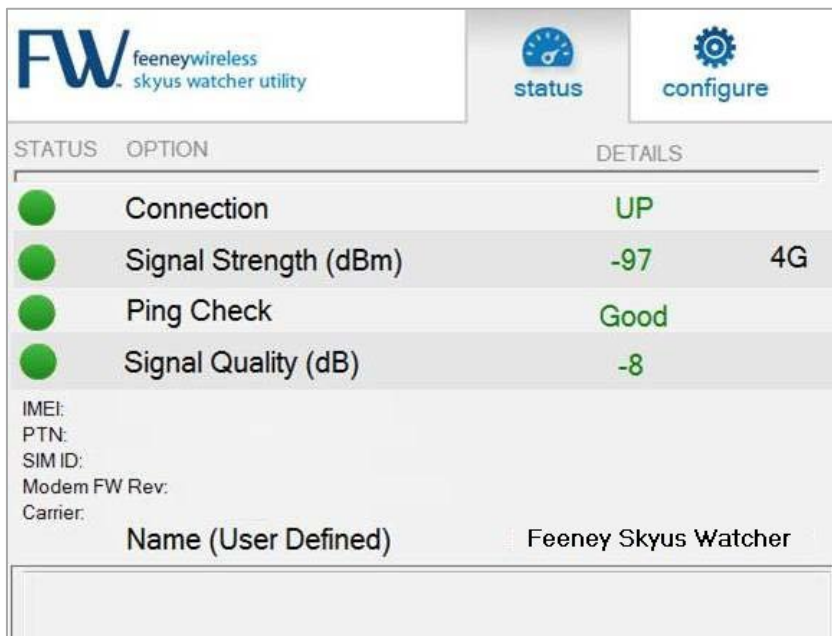 FW feeneywireless
skyus watcher utility
status configure
STATUS OPTION DETAILS
Connection UP
Signal Strength (dBm) -97 4G
Ping Check Good
Signal Quality (dB) -8
IMEI:
PTN:
SIM ID:
Modem FW Rev:
Carrier:
Name (User Defined) Feeney Skyus Watcher